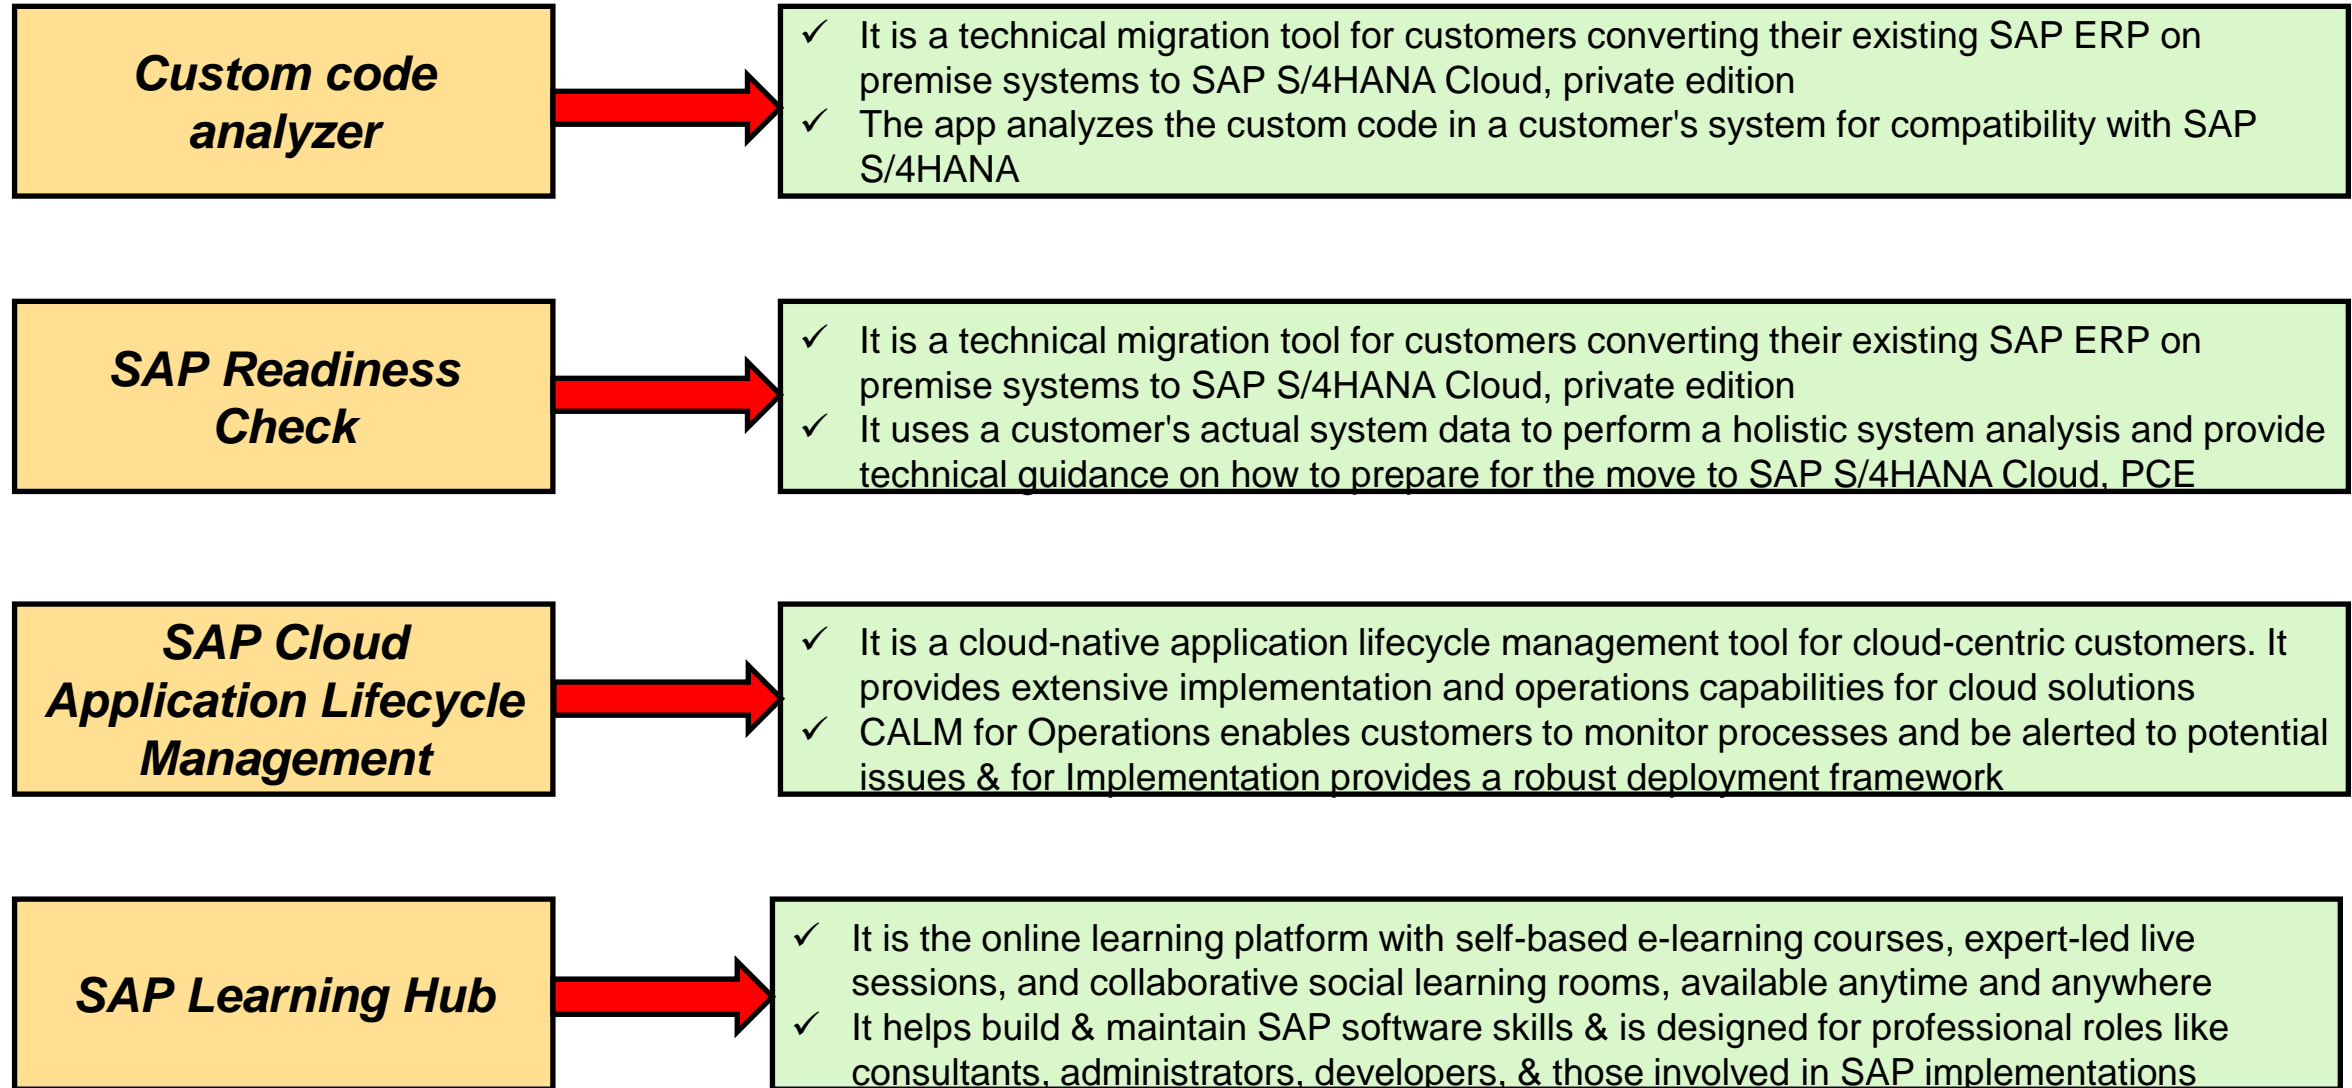 Custom code
analyzer
✓ It is a technical migration tool for customers converting their existing SAP ERP on
premise systems to SAP S/4HANA Cloud, private edition
✓ The app analyzes the custom code in a customer's system for compatibility with SAP
S/4HANA
SAP Readiness
Check
✓ It is a technical migration tool for customers converting their existing SAP ERP on
premise systems to SAP S/4HANA Cloud, private edition
✓ It uses a customer's actual system data to perform a holistic system analysis and provide
technical guidance on how to prepare for the move to SAP S/4HANA Cloud, PCE
SAP Cloud
Application Lifecycle
Management
✓ It is a cloud-native application lifecycle management tool for cloud-centric customers. It
provides extensive implementation and operations capabilities for cloud solutions
✓ CALM for Operations enables customers to monitor processes and be alerted to potential
issues & for Implementation provides a robust deployment framework
SAP Learning Hub
✓ It is the online learning platform with self-based e-learning courses, expert-led live
sessions, and collaborative social learning rooms, available anytime and anywhere
✓ It helps build & maintain SAP software skills & is designed for professional roles like
consultants, administrators, developers, & those involved in SAP implementations